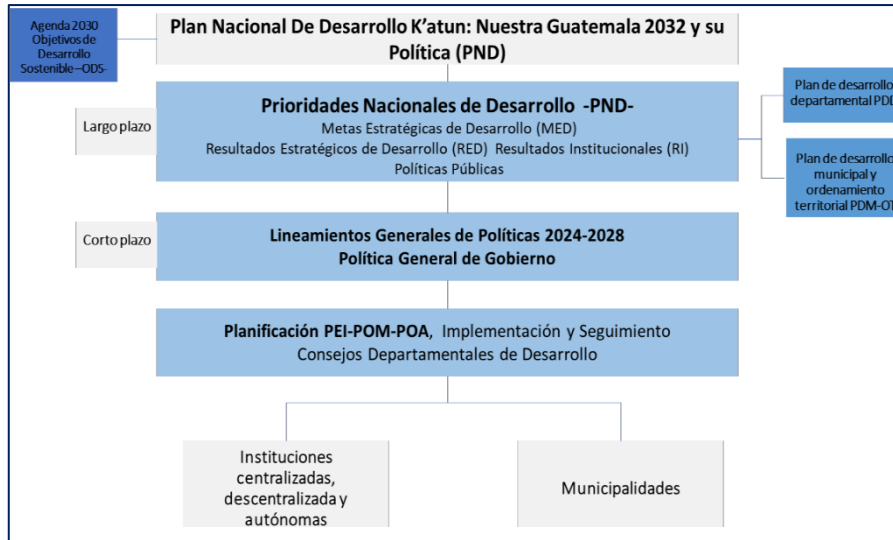 Agenda 2030
Objetivos de
Desarrollo
Sostenible –ODS-
Plan Nacional De Desarrollo K’atun: Nuestra Guatemala 2032 y su
Política (PND)
Largo plazo
Prioridades Nacionales de Desarrollo -PND-
Metas Estratégicas de Desarrollo (MED)
Resultados Estratégicos de Desarrollo (RED) Resultados Institucionales (RI)
Políticas Públicas
Plan de desarrollo
departamental PDD
Plan de desarrollo
municipal y
ordenamiento
territorial PDM-OT
Corto plazo
Lineamientos Generales de Políticas 2024-2028
Política General de Gobierno
Planificación PEI-POM-POA, Implementación y Seguimiento
Consejos Departamentales de Desarrollo
Instituciones
centralizadas,
descentralizada y
autónomas
Municipalidades